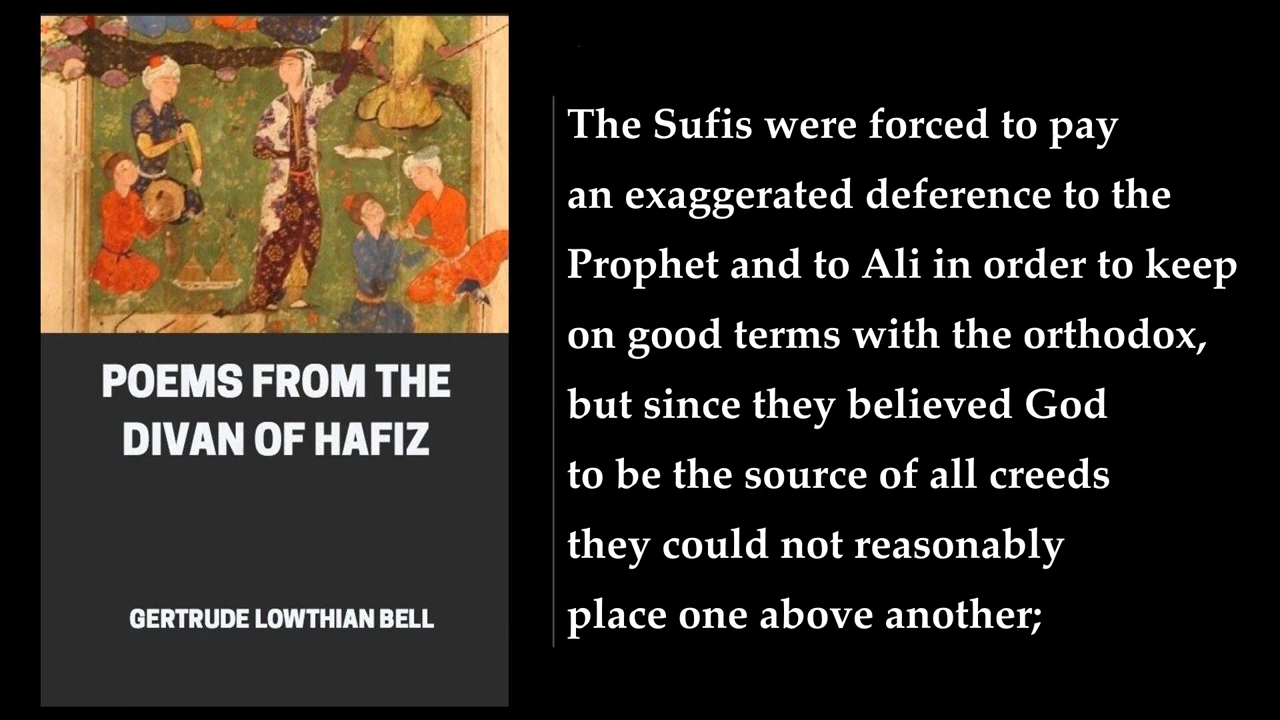 POEMS FROM THE
DIVAN OF HAFIZ
GERTRUDE LOWTHIAN BELL
The Sufis were forced to pay
an exaggerated deference to the
Prophet and to Ali in order to keep
on good terms with the orthodox,
but since they believed God
to be the source of all creeds
they could not reasonably
place one above another;